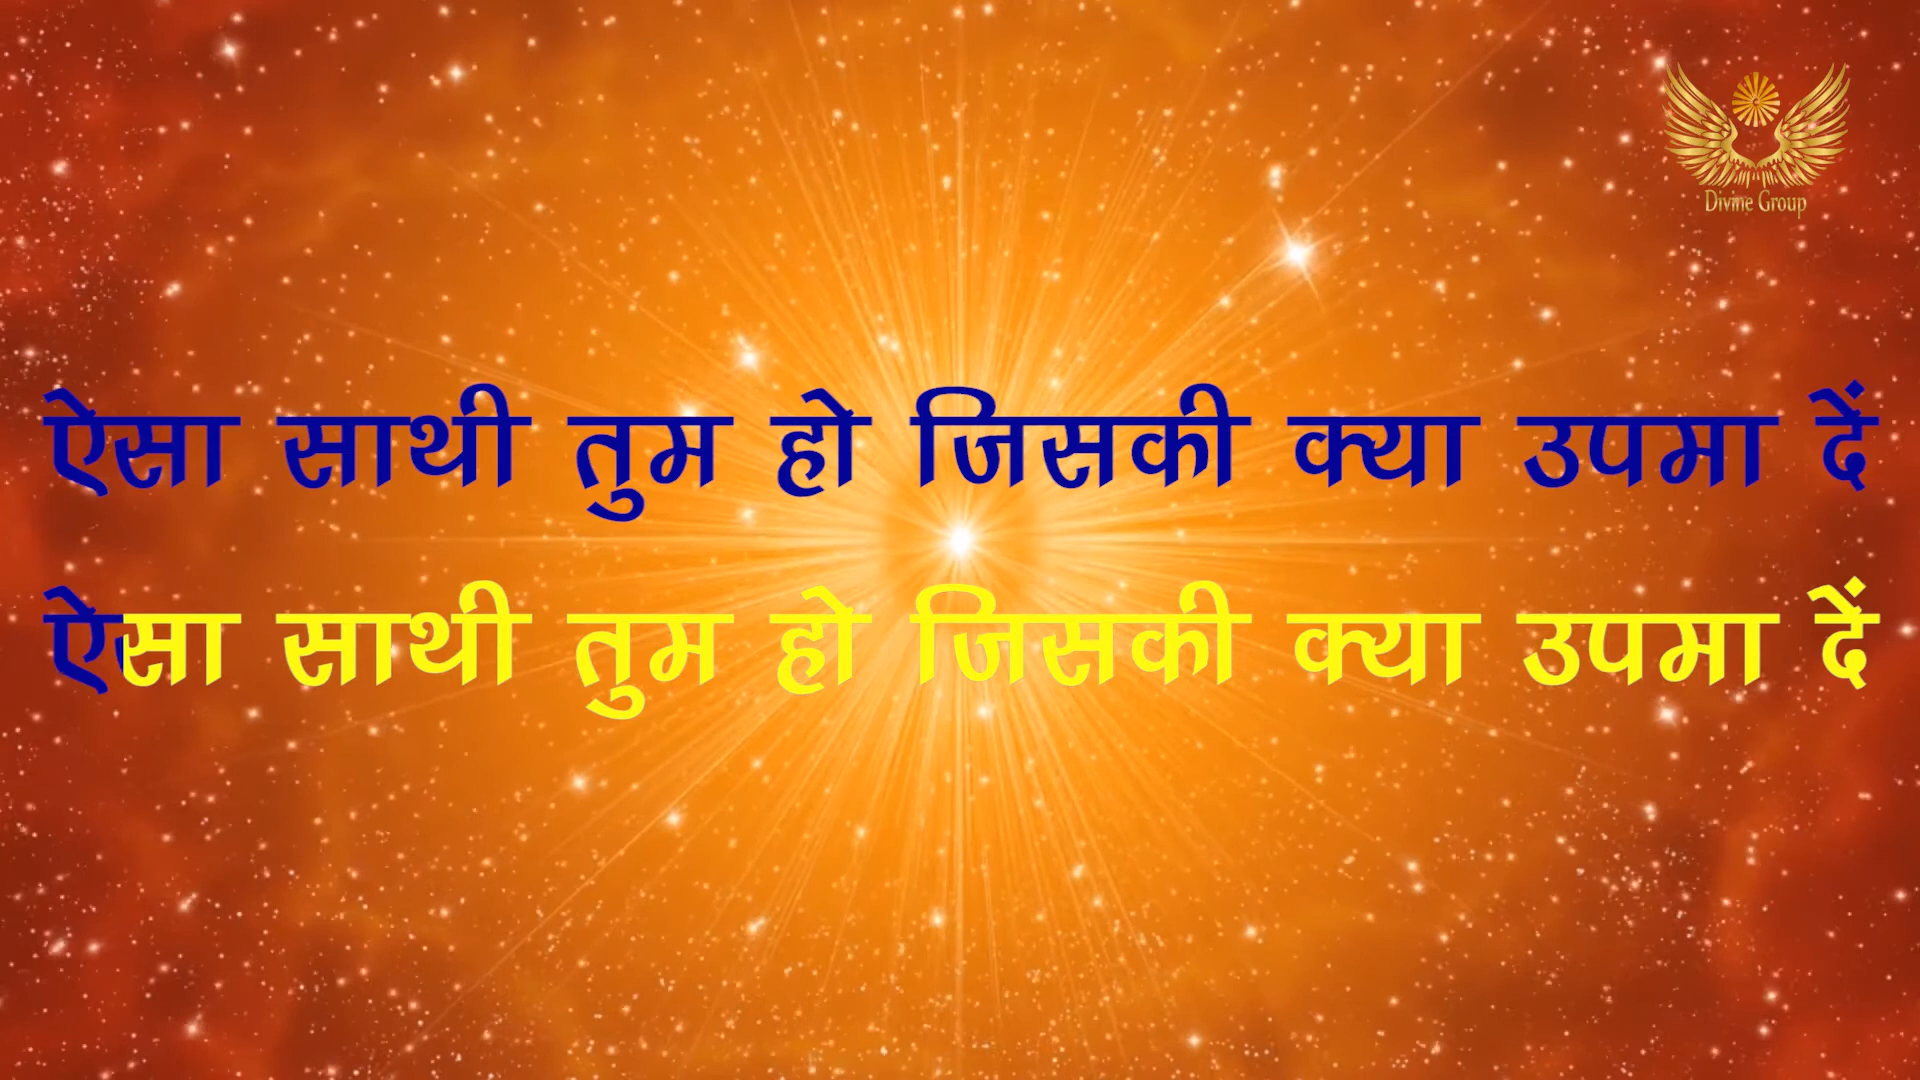 Divine Group
ऐसा साथी तुम हो जिसकी क्या उपमा दें
ऐसा साथी तुम हो जिसकी क्या उपमा दें